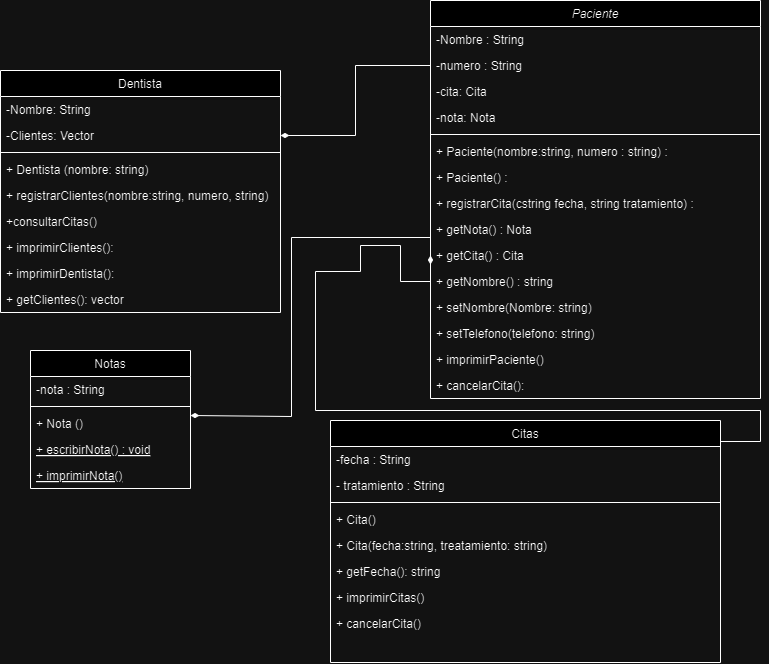 Paciente
-Nombre : String
-numero : String
-cita: Cita
-nota: Nota
+ Paciente(nombre:string, numero : string) :
+ Paciente() :
+ registrarCita(cstring fecha, string tratamiento) :
+ getNota() : Nota
+ getCita() : Cita
+ getNombre() : string
+ setNombre(Nombre: string)
+ setTelefono(telefono: string)
+ imprimirPaciente()
+ cancelarCita():
Dentista
-Nombre: String
-Clientes: Vector
+ Dentista (nombre: string)
+ registrarClientes(nombre:string, numero, string)
+consultarCitas()
+ imprimirClientes():
+ imprimirDentista():
+ getClientes(): vector
Notas
-nota : String
+ Nota ()
+ escribirNota() : void
+ imprimirNota()
Citas
-fecha : String
- tratamiento : String
+ Cita()
+ Cita(fecha:string, treatamiento: string)
+ getFecha(): string
+ imprimirCitas()
+ cancelarCita()